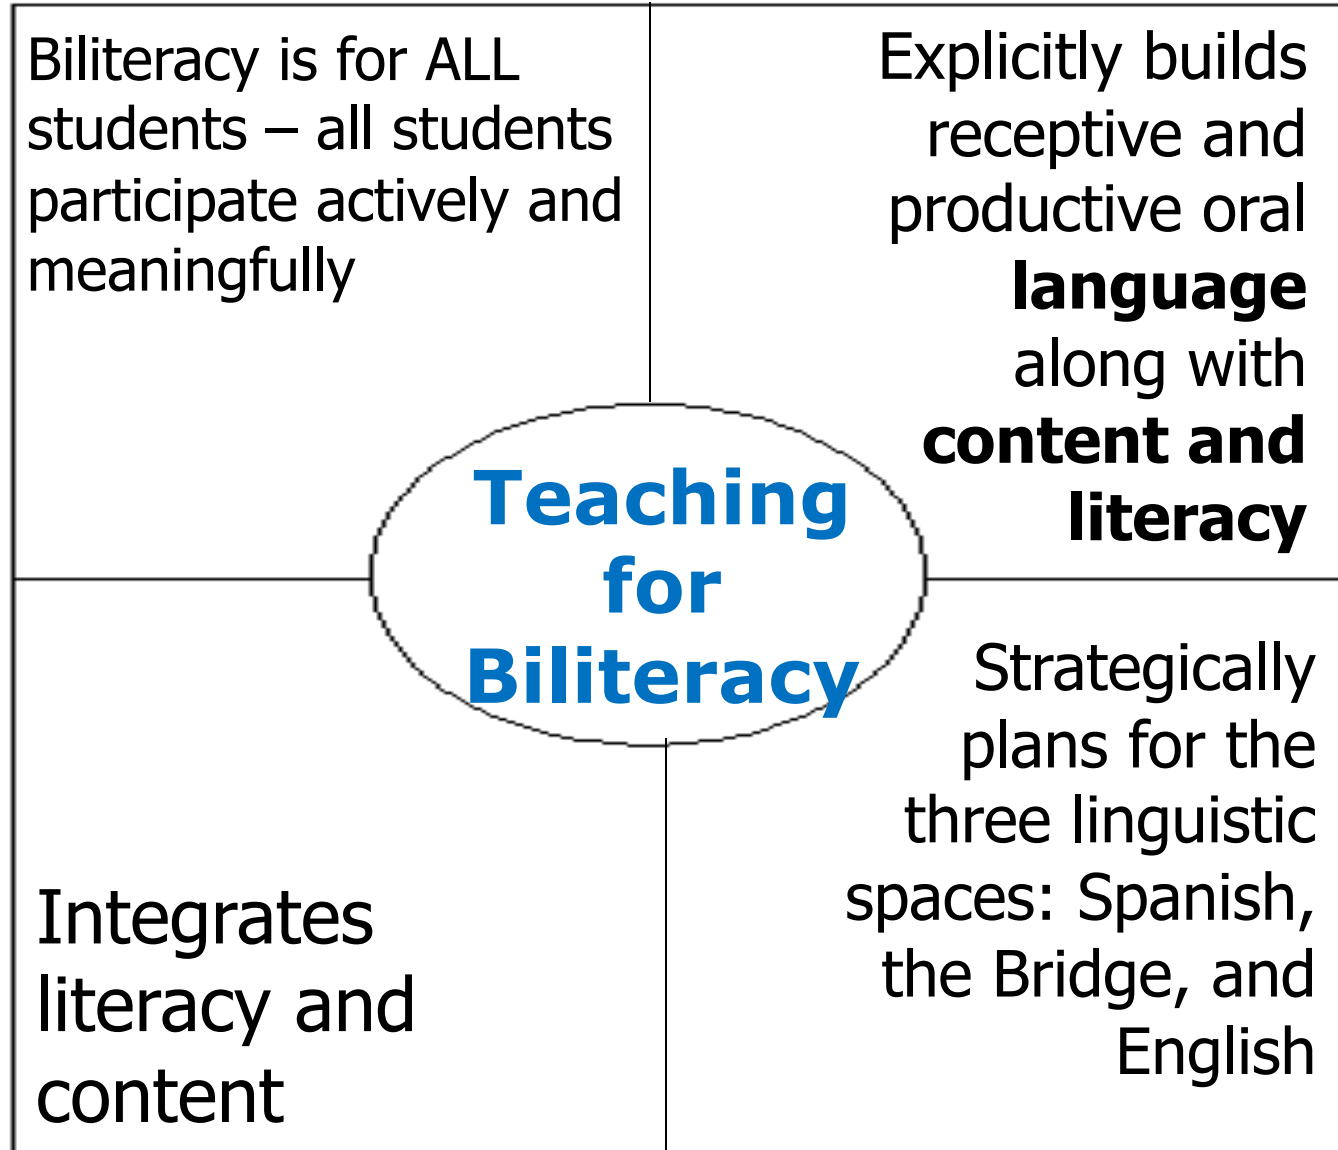 Biliteracy is for ALL
students – all students
participate actively and
meaningfully
Explicitly builds
receptive and
productive oral
language
along with
content and
literacy
Teaching
for
Biliteracy
Integrates
literacy and
content
Strategically
plans for the
three linguistic
spaces: Spanish,
the Bridge, and
English